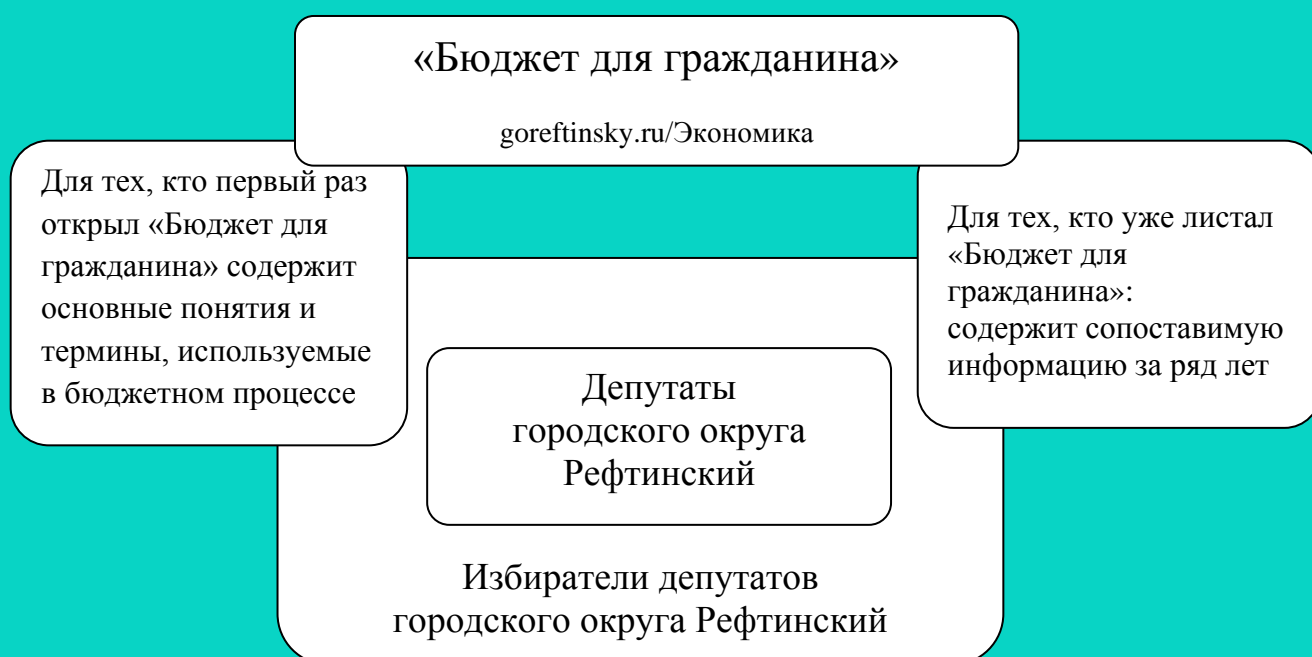 «Бюджет для гражданина»
goreftinsky.ru/Экономика
Для тех, кто первый раз
открыл «Бюджет для
гражданина» содержит
основные понятия и
термины, используемые
в бюджетном процессе
Для тех, кто уже листал
«Бюджет для
гражданина»:
содержит сопоставимую
информацию за ряд лет
Депутаты
городского округа
Рефтинский
Избиратели депутатов
городского округа Рефтинский